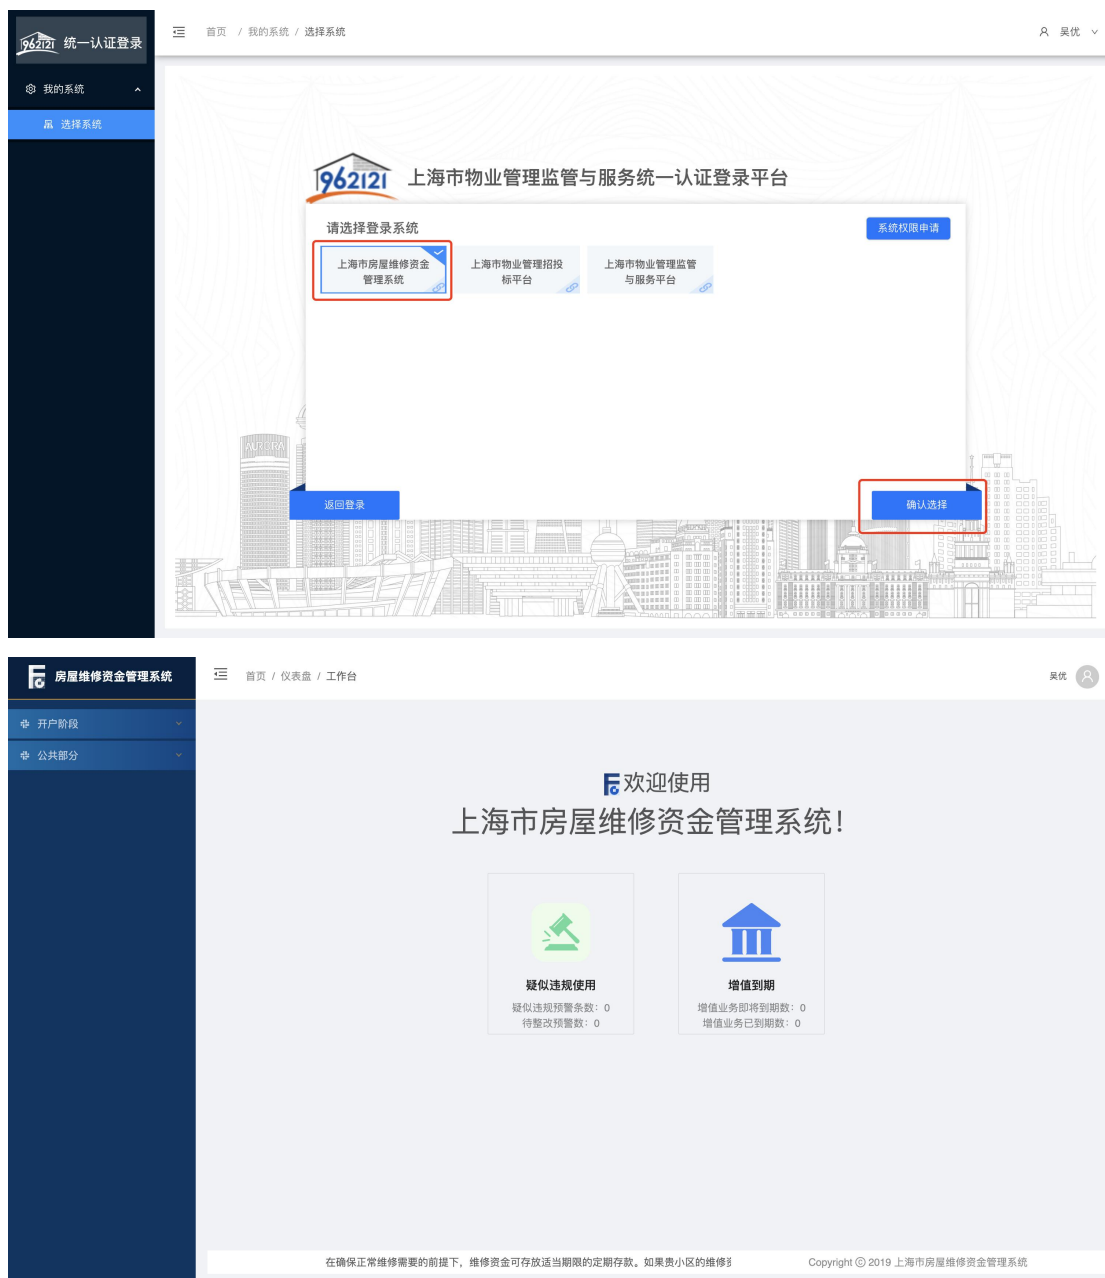 962121 统一认证登录
首页 / 我的系统 / 选择系统
吴优
我的系统
选择系统
962121 上海市物业管理监管与服务统一认证登录平台
请选择登录系统
系统权限申请
上海市房屋维修资金
管理系统
上海市物业管理招投
标平台
上海市物业管理监管
与服务平台
AURORA
返回登录
确认选择
房屋维修资金管理系统
首页 / 仪表盘 / 工作台
吴优
开户阶段
公共部分
欢迎使用
上海市房屋维修资金管理系统！
疑似违规使用
疑似违规预警条数：0
待整改预警数：0
增值到期
增值业务即将到期数：0
增值业务已到期数：0
在确保正常维修需要的前提下，维修资金可存放适当期限的定期存款。如果贵小区的维修
Copyright © 2019 上海市房屋维修资金管理系统